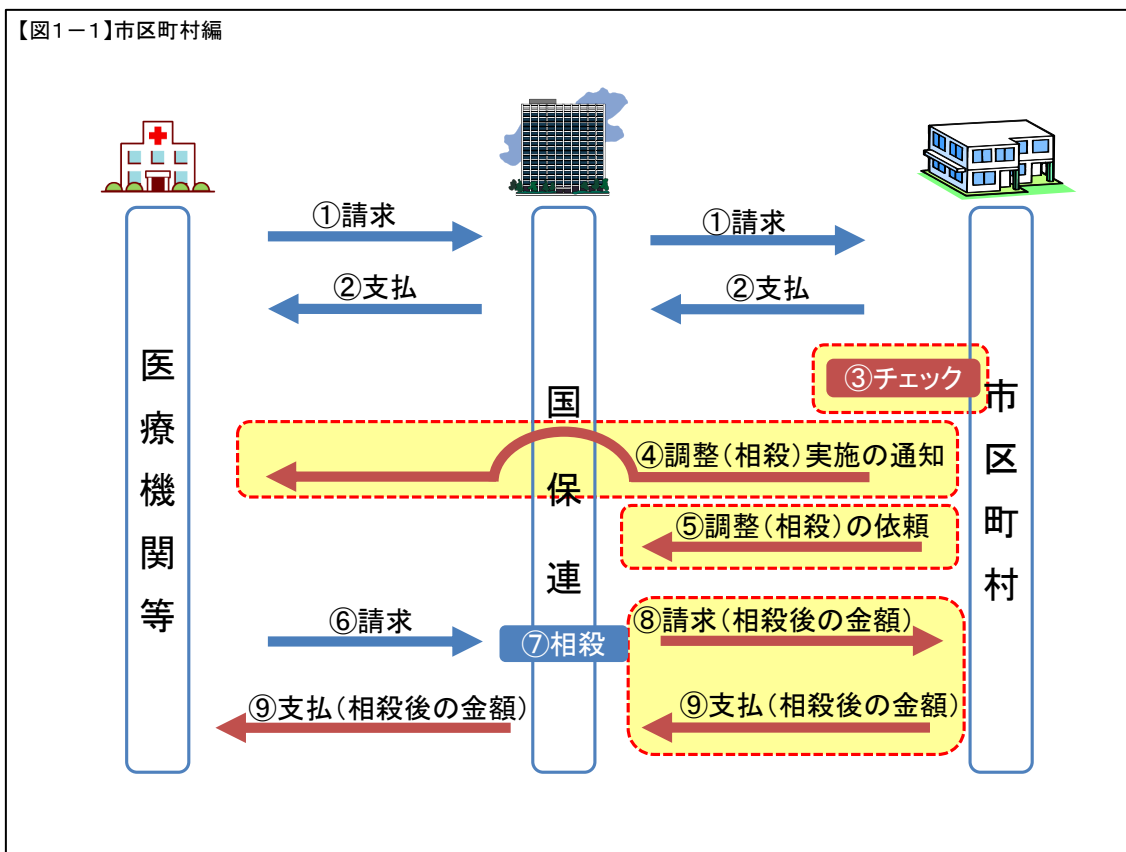 【図1－1】市区町村編
①請求
①請求
②支払
②支払
③チェック
④調整(相殺)実施の通知
⑤調整(相殺)の依頼
⑥請求
⑦相殺
⑧請求(相殺後の金額)
⑨支払(相殺後の金額)
⑨支払(相殺後の金額)
医療機関等
国保連
市区町村